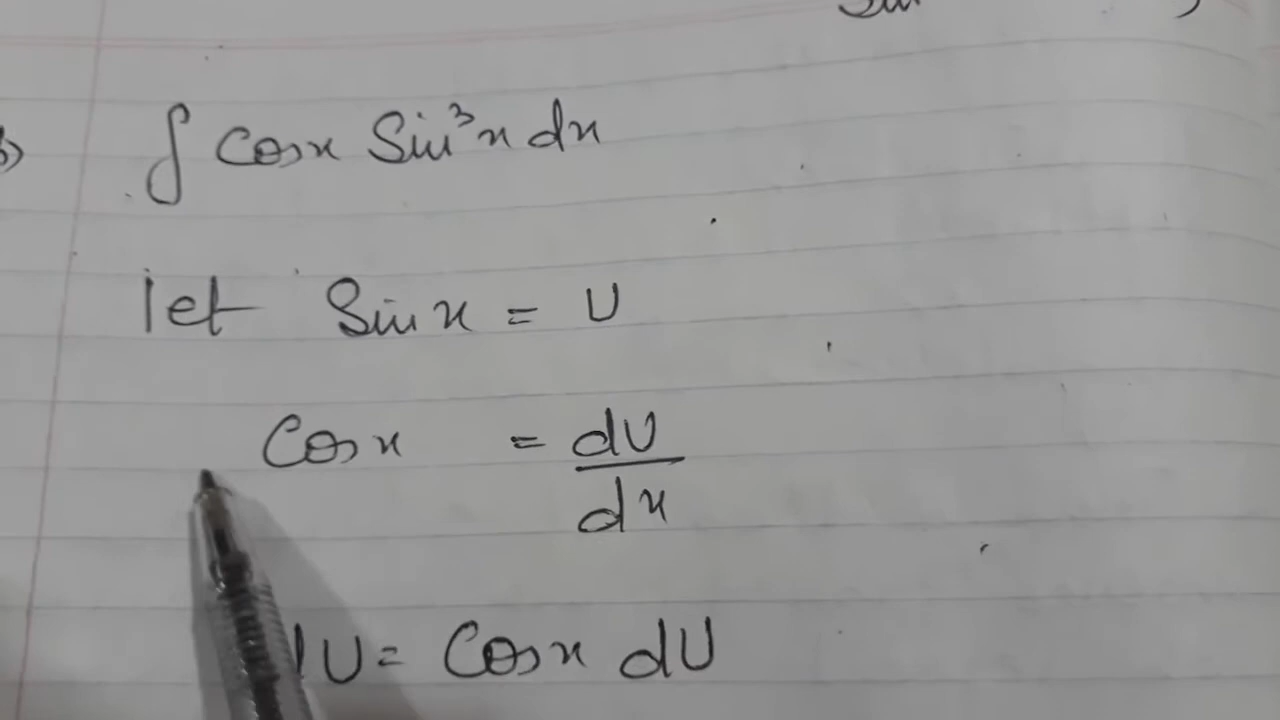 ∫ Cosx Sin³x dx
let Sinx = U
Cosx = dU/dx
U = Cosx dU